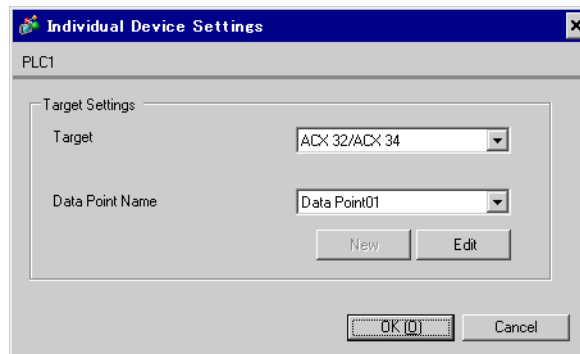 Individual Device Settings
PLC1
Target Settings
Target
ACX 32/ACX 34
Data Point Name
Data Point01
New
Edit
OK (O)
Cancel